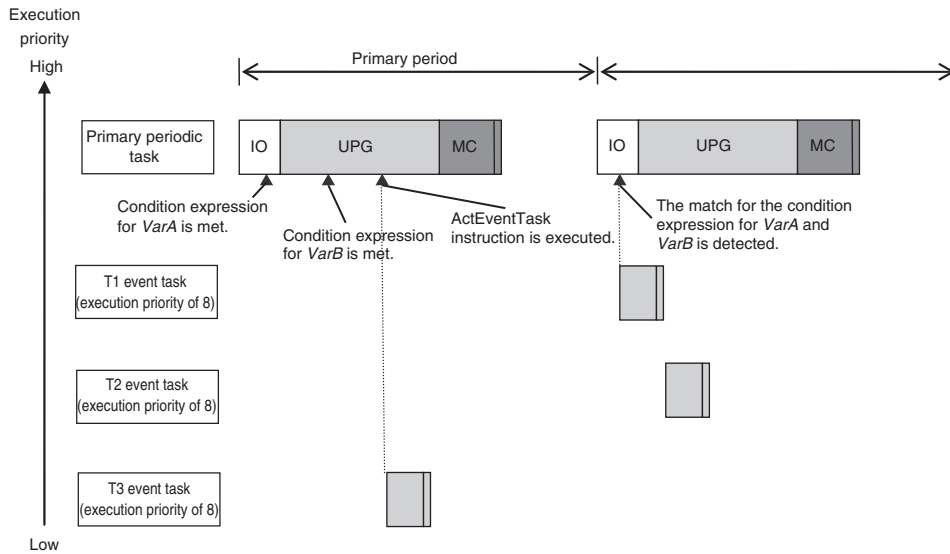 Execution
priority
High
Primary period
Primary periodic
task
IO
UPG
MC
IO
UPG
MC
Condition expression
for VarA is met.
Condition expression
for VarB is met.
ActEventTask
instruction is executed.
The match for the condition
expression for VarA and
VarB is detected.
T1 event task
(execution priority of 8)
T2 event task
(execution priority of 8)
T3 event task
(execution priority of 8)
Low